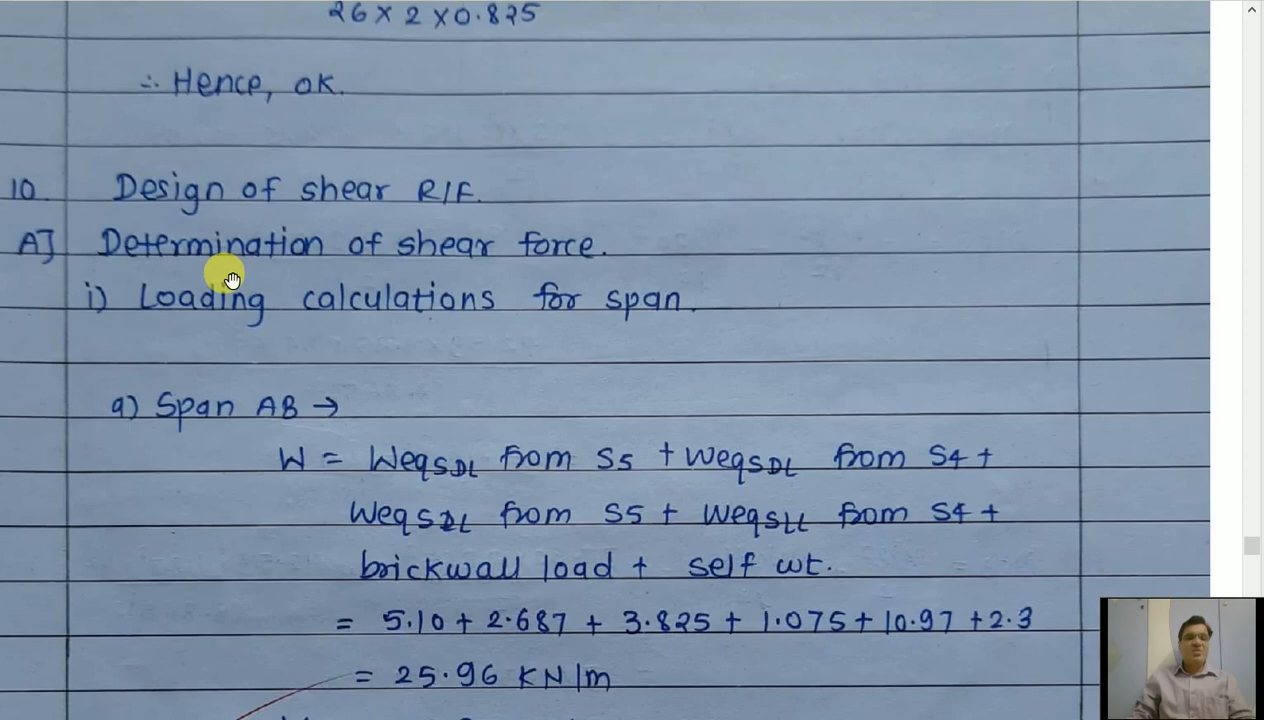 26 × 2 × 0.825
∴ Hence, OK.
10. Design of shear R/F.
A] Determination of shear force.
i) Loading calculations for span.
a) Span AB →
W = WeqSDL from S5 + WeqSDL from S4 +
WeqSLL from S5 + WeqSLL from S4 +
brickwall load + self wt.
= 5.10 + 2.687 + 3.825 + 1.075 + 10.97 + 2.3
= 25.96 KN/m